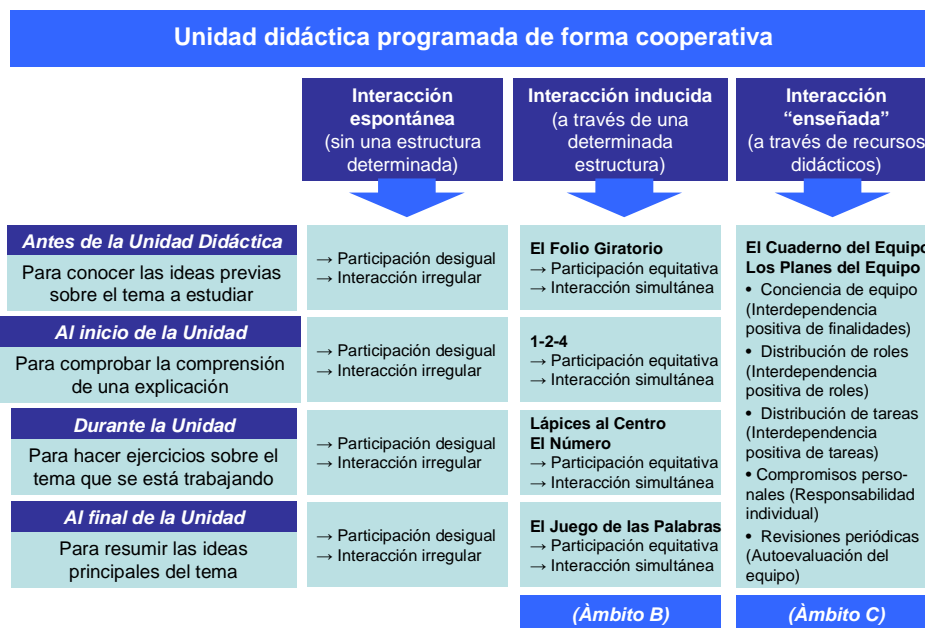 Unidad didáctica programada de forma cooperativa
Interacción
espontánea
(sin una estructura
determinada)
Interacción inducida
(a través de una
determinada
estructura)
Interacción
“enseñada”
(a través de recursos
didácticos)
Antes de la Unidad Didáctica
Para conocer las ideas previas
sobre el tema a estudiar
→ Participación desigual
→ Interacción irregular
El Folio Giratorio
→ Participación equitativa
→ Interacción simultánea
Al inicio de la Unidad
Para comprobar la comprensión
de una explicación
→ Participación desigual
→ Interacción irregular
1-2-4
→ Participación equitativa
→ Interacción simultánea
Durante la Unidad
Para hacer ejercicios sobre el
tema que se está trabajando
→ Participación desigual
→ Interacción irregular
Lápices al Centro
El Número
→ Participación equitativa
→ Interacción simultánea
Al final de la Unidad
Para resumir las ideas
principales del tema
→ Participación desigual
→ Interacción irregular
El Juego de las Palabras
→ Participación equitativa
→ Interacción simultánea
El Cuaderno del Equipo
Los Planes del Equipo
• Conciencia de equipo
(Interdependencia
positiva de finalidades)
• Distribución de roles
(Interdependencia
positiva de roles)
• Distribución de tareas
(Interdependencia
positiva de tareas)
• Compromisos perso-
nales (Responsabilidad
individual)
• Revisiones periódicas
(Autoevaluación del
equipo)
(Àmbito B)
(Àmbito C)